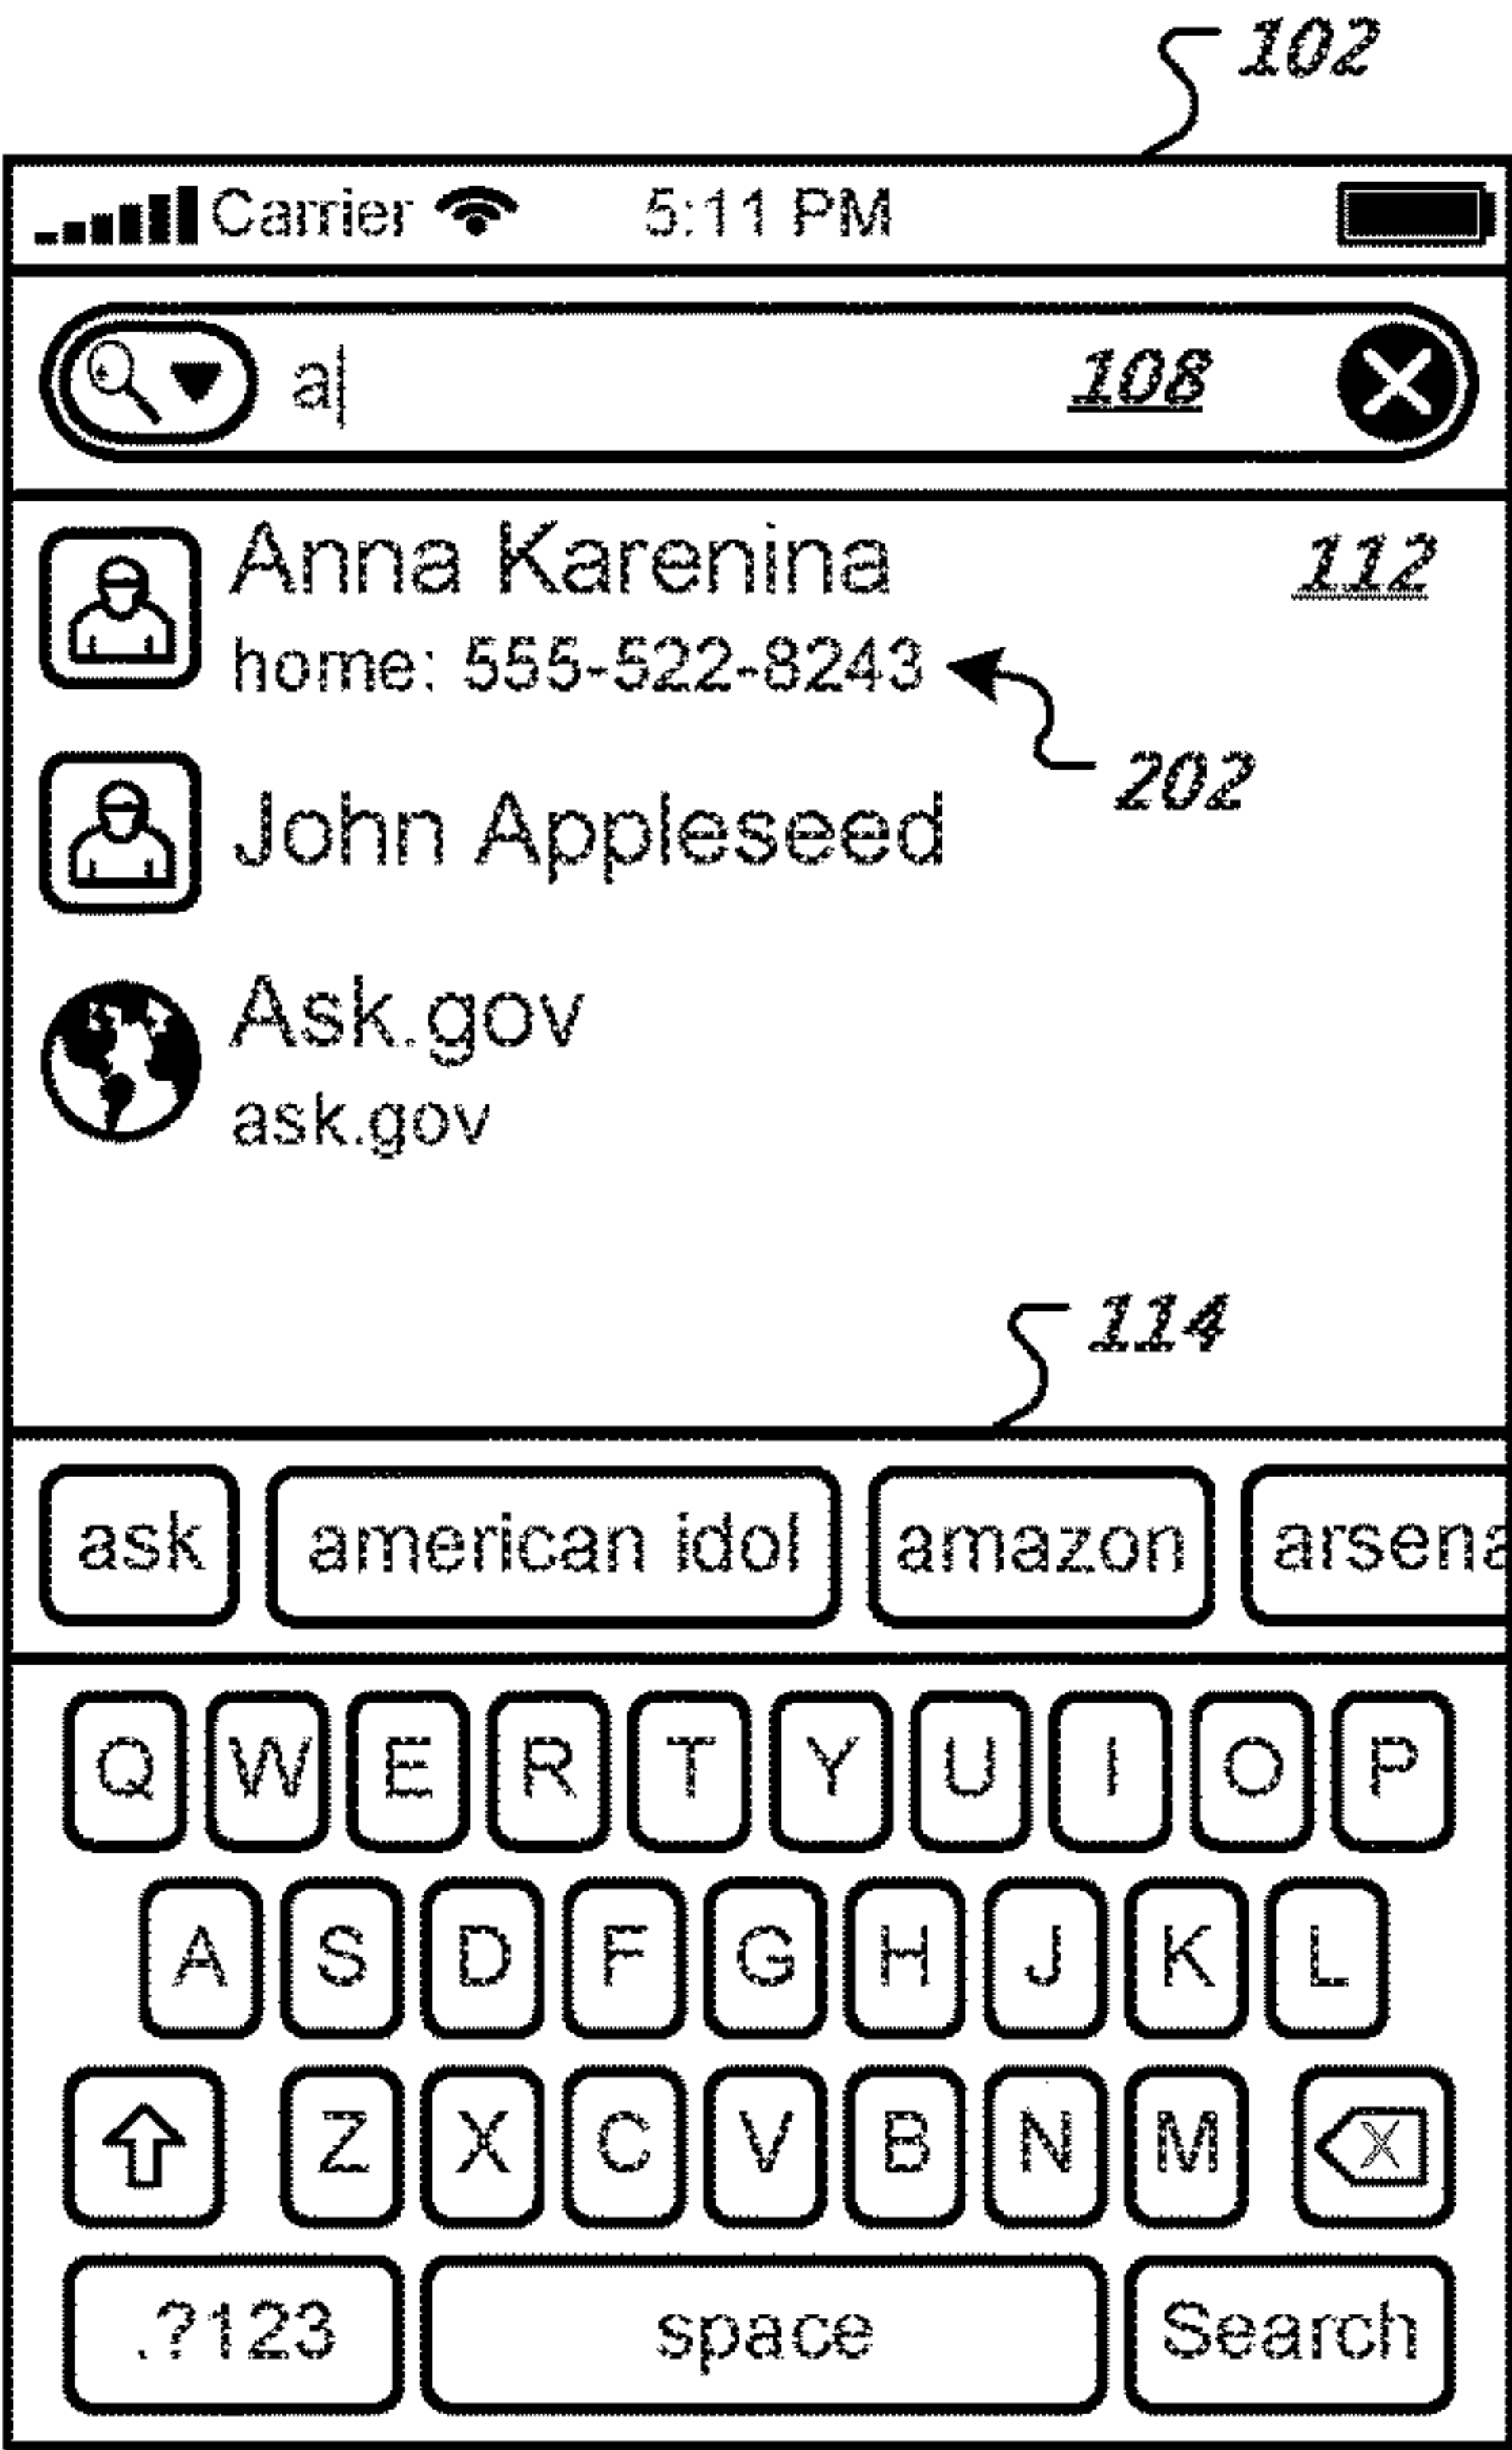 102
Carrier 5:11 PM
a 108
Anna Karenina 112
home: 555-522-8243
202
John Appleseed
Ask.gov
ask.gov
114
ask american idol amazon arsena
Q W E R T Y U I O P
A S D F G H J K L
Z X C V B N M X
.?123 space Search